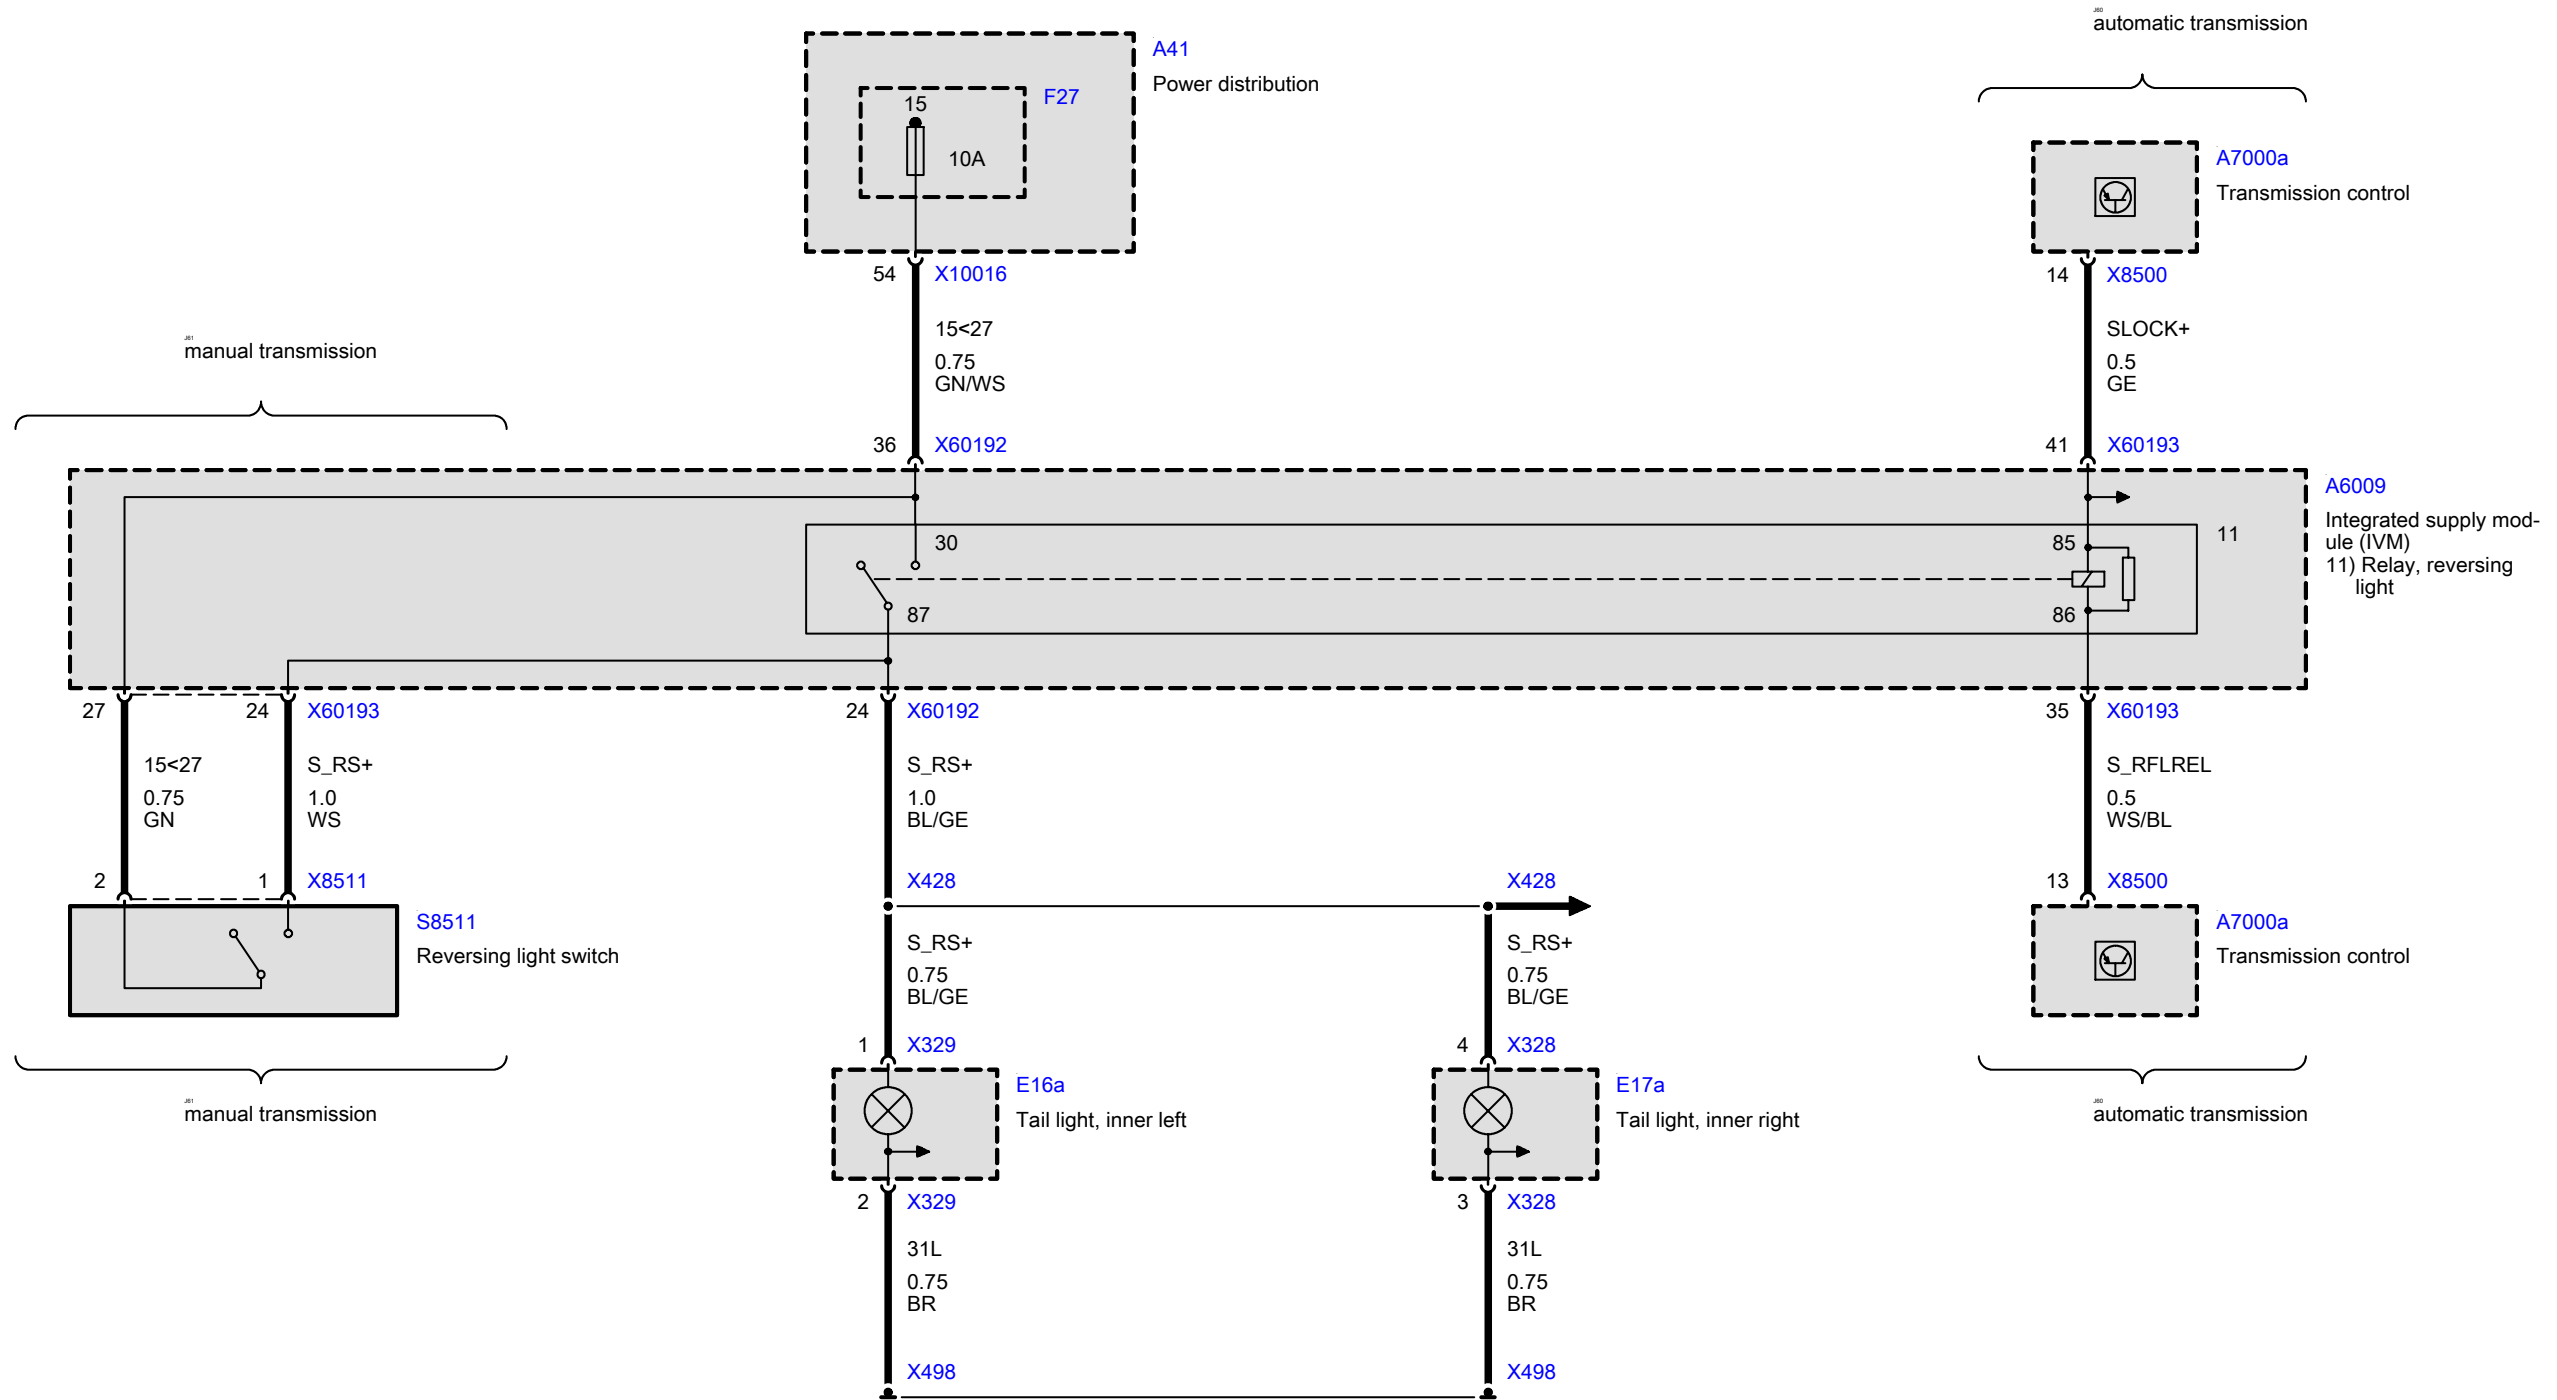 J60
automatic transmission
A41
Power distribution
F27
15
10A
A7000a
Transmission control
54 X10016
14 X8500
15<27
0.75
GN/WS
SLOCK+
0.5
GE
J61
manual transmission
36 X60192
41 X60193
A6009
Integrated supply mod-
ule (IVM)
11) Relay, reversing
light
30
85
11
87
86
27
24 X60193
24 X60192
35 X60193
15<27
0.75
GN
S_RS+
1.0
WS
S_RS+
1.0
BL/GE
S_RFLREL
0.5
WS/BL
2
1 X8511
X428
X428
13 X8500
S8511
Reversing light switch
S_RS+
0.75
BL/GE
S_RS+
0.75
BL/GE
A7000a
Transmission control
1 X329
4 X328
E16a
Tail light, inner left
E17a
Tail light, inner right
J61
manual transmission
J60
automatic transmission
2 X329
3 X328
31L
0.75
BR
31L
0.75
BR
X498
X498